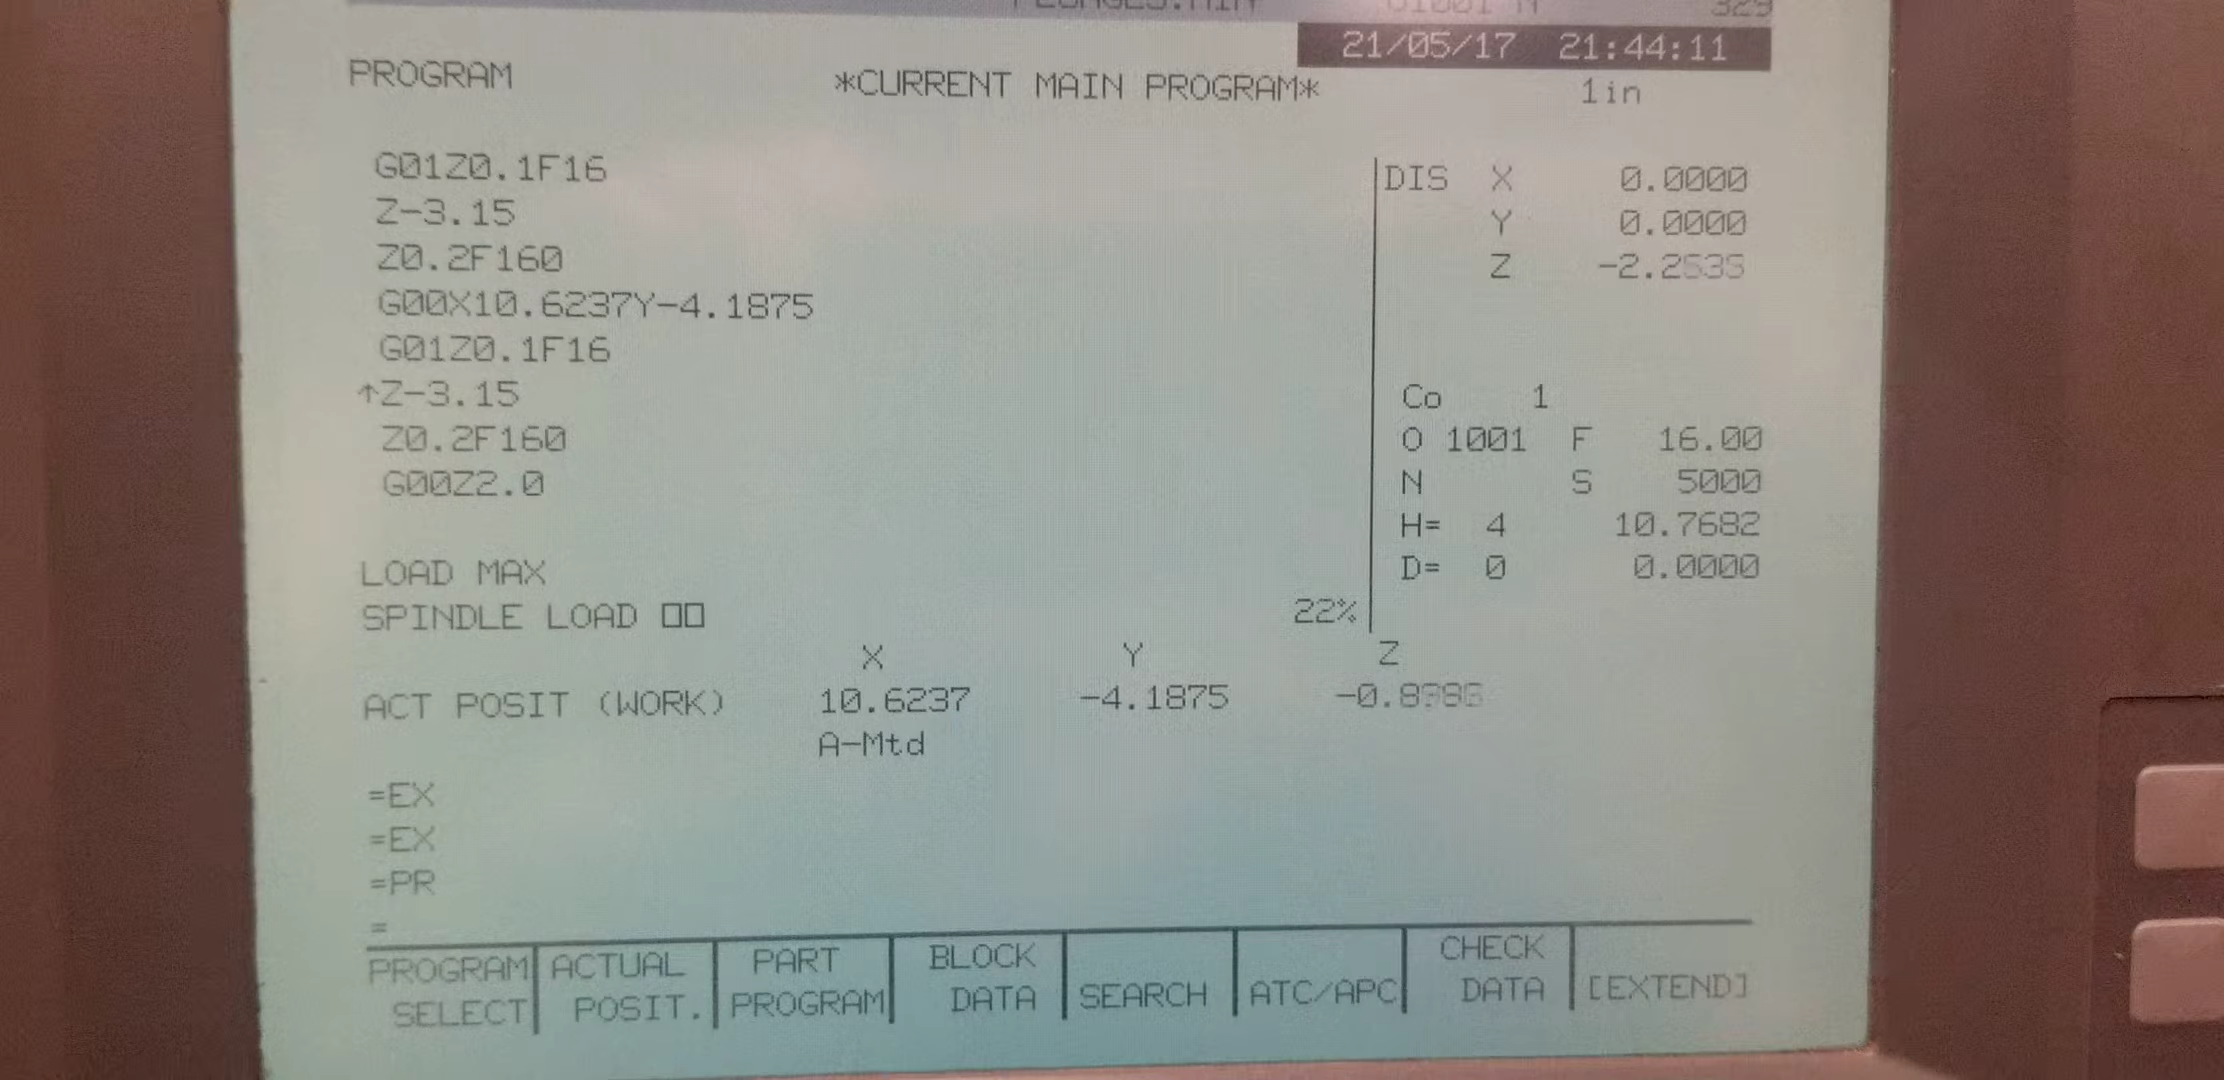 329
21/05/17 21:44:11
PROGRAM *CURRENT MAIN PROGRAM* 1in
G01Z0.1F16
Z-3.15
Z0.2F160
G00X10.6237Y-4.1875
G01Z0.1F16
↑Z-3.15
Z0.2F160
G00Z2.0
DIS X 0.0000
Y 0.0000
Z
Co 1
O 1001 F 16.00
N S 5000
H= 4 10.7682
D= 0 0.0000
LOAD MAX
SPINDLE LOAD □□ 22%
X Y Z
ACT POSIT (WORK) 10.6237 -4.1875
A-Mtd
=EX
=EX
=PR
=
PROGRAM SELECT
ACTUAL POSIT.
PART PROGRAM
BLOCK DATA
SEARCH
ATC/APC
CHECK DATA
[EXTEND]